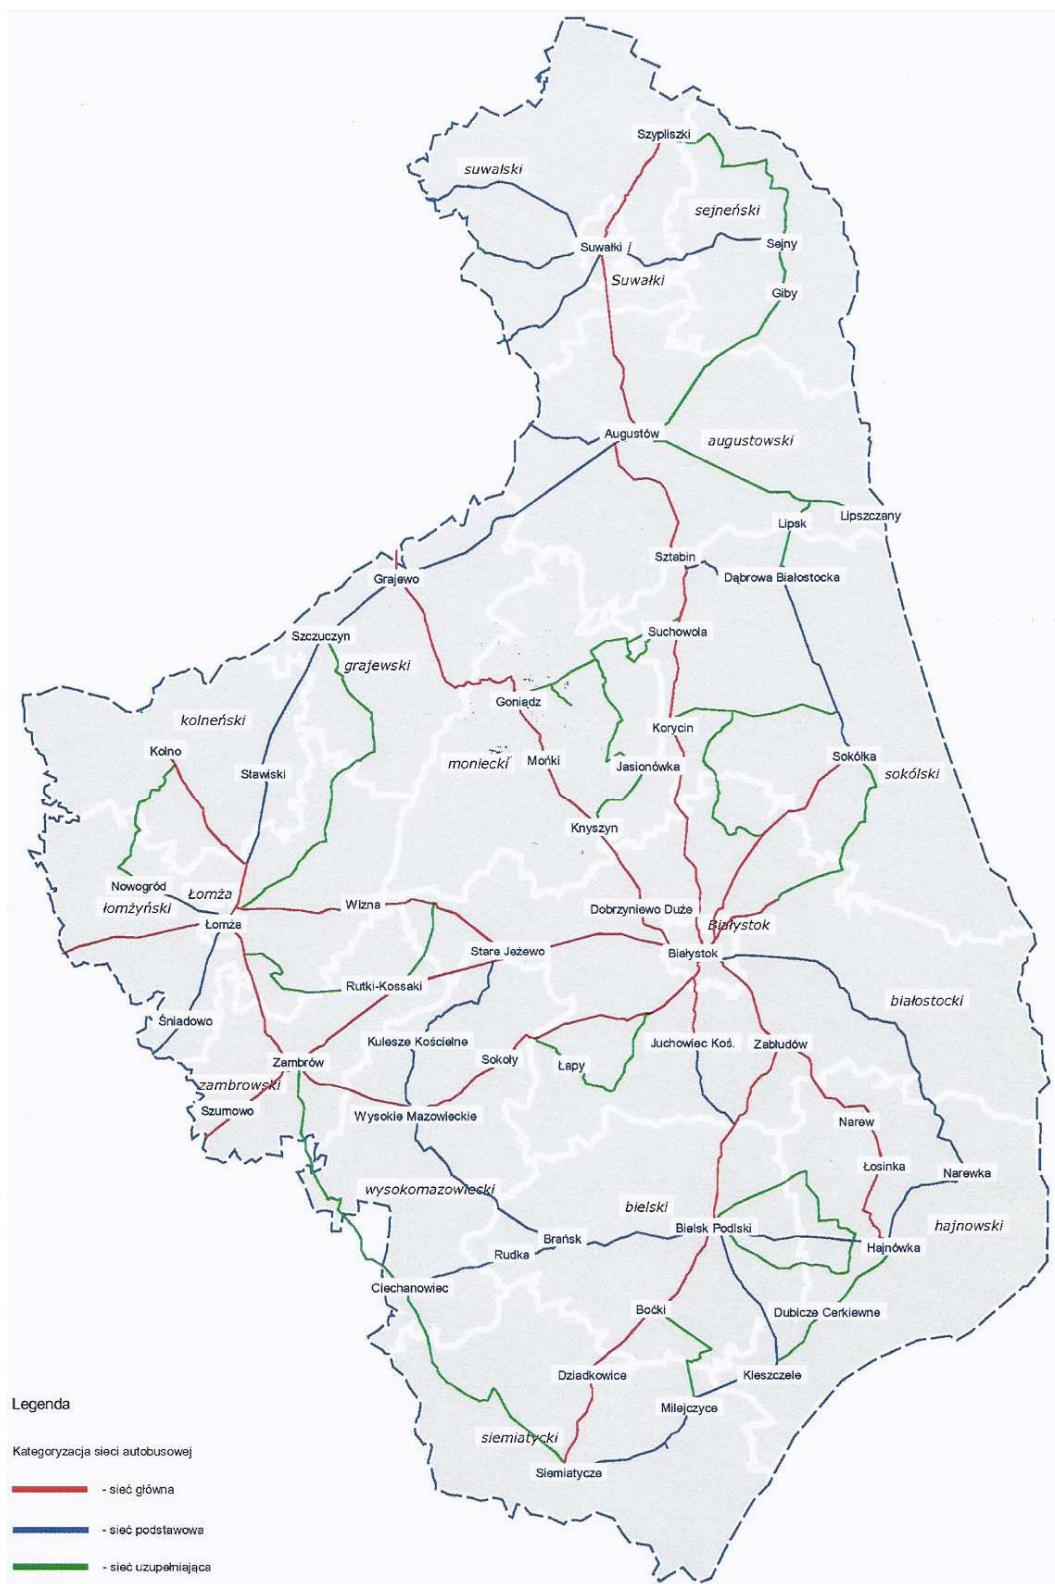 Szypliszki
suwalski
sejneński
Suwałki
Sejny
Suwałki
Giby
Augustów
augustowski
Lipszczany
Lipsk
Sztabin
Grajewo
Dąbrowa Białostocka
Suchowola
Szczuczyn
grajewski
Goniądz
kolneński
Korycin
Kolno
Mońki
Sokółka
moniecki
Jasionówka
Stawiski
sokólski
Knyszyn
Nowogród
Łomża
Wizna
łomżyński
Dobrzyniewo Duże
Łomża
Białystok
Stare Jeżewo
Białystok
Rutki-Kossaki
białostocki
Śniadowo
Kulesze Kościelne
Juchowiec Koś.
Zabłudów
Zambrów
Sokoły
Łapy
zambrowski
Szumowo
Wysokie Mazowieckie
Narew
Łosinka
Narewka
wysokomazowiecki
bielski
Bielsk Podlski
hajnowski
Brańsk
Hajnówka
Rudka
Ciechanowiec
Boćki
Dubicze Cerkiewne
Dziadkowice
Kleszczele
Milejczyce
Legenda
siemiatycki
Kategoryzacja sieci autobusowej
Siemiatycze
- sieć główna
- sieć podstawowa
- sieć uzupełniająca